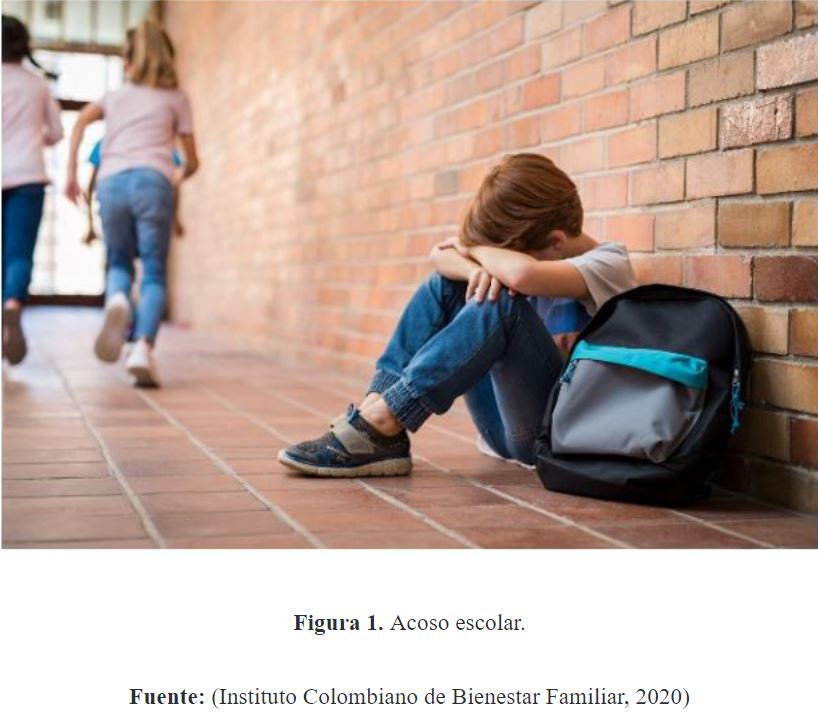 Figura 1. Acoso escolar.
Fuente: (Instituto Colombiano de Bienestar Familiar, 2020)